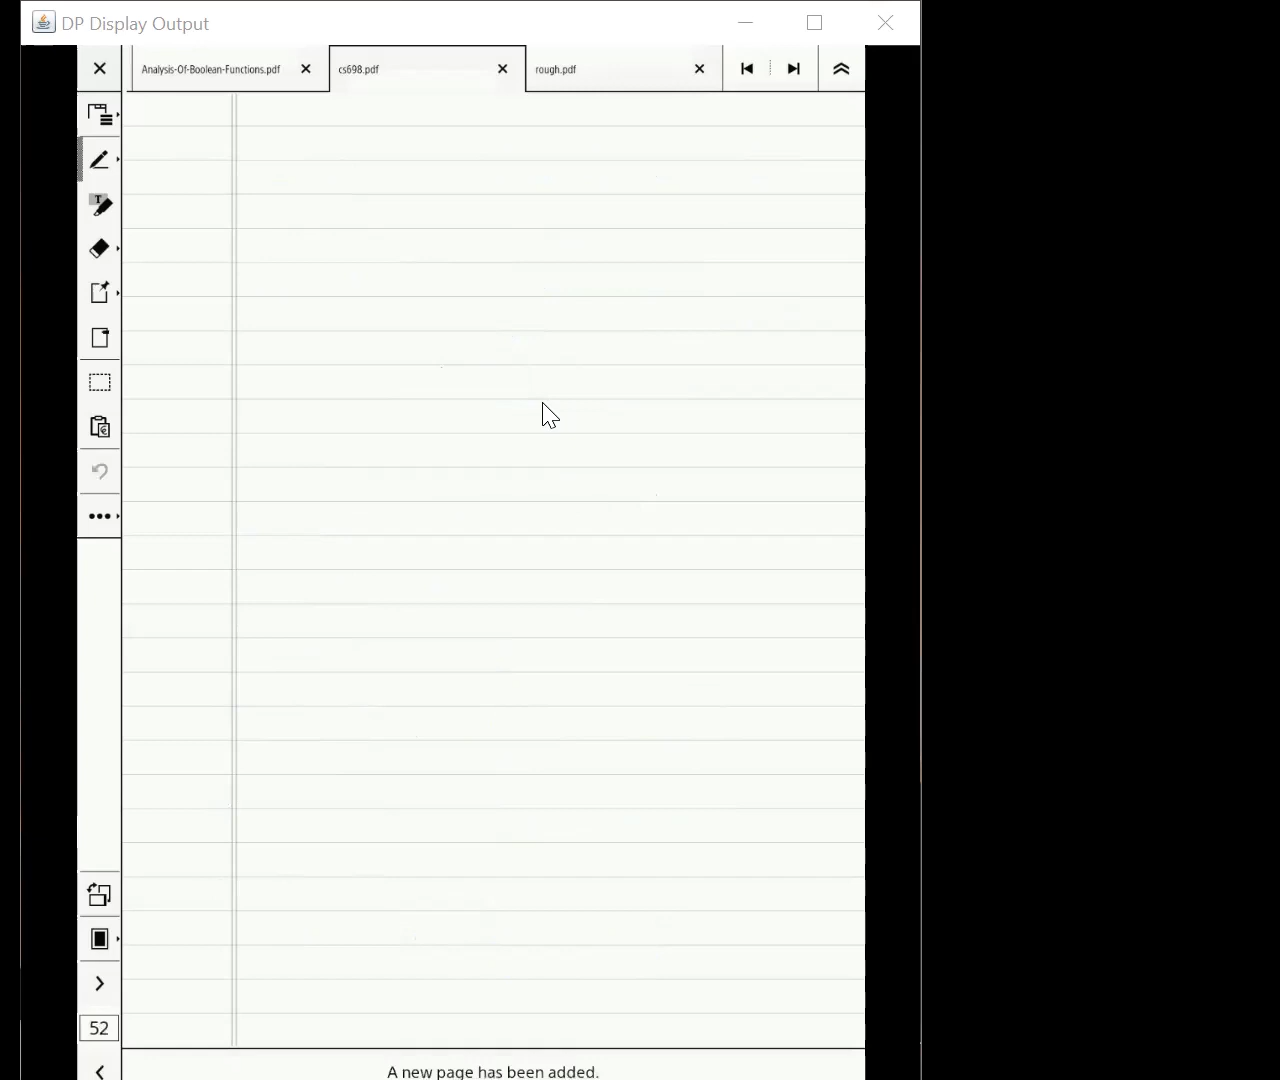 DP Display Output
Analysis-Of-Boolean-Functions.pdf
cs698.pdf
rough.pdf
T
52
A new page has been added.